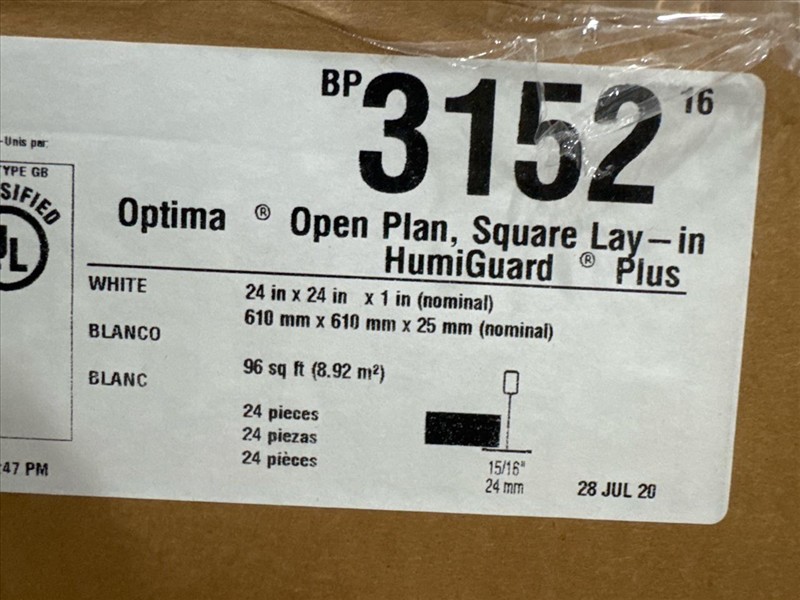 BP 3152 16
-Unis par:
TYPE GB
SIFIED
UL
Optima ® Open Plan, Square Lay-in
HumiGuard ® Plus
WHITE
24 in x 24 in x 1 in (nominal)
610 mm x 610 mm x 25 mm (nominal)
BLANCO
96 sq ft (8.92 m²)
BLANC
24 pieces
24 piezas
24 pièces
15/16"
24 mm
:47 PM
28 JUL 20